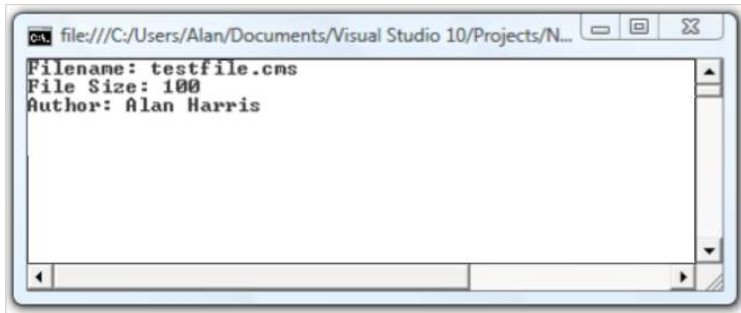 file:///C:/Users/Alan/Documents/Visual Studio 10/Projects/N...
Filename: testfile.cms
File Size: 100
Author: Alan Harris